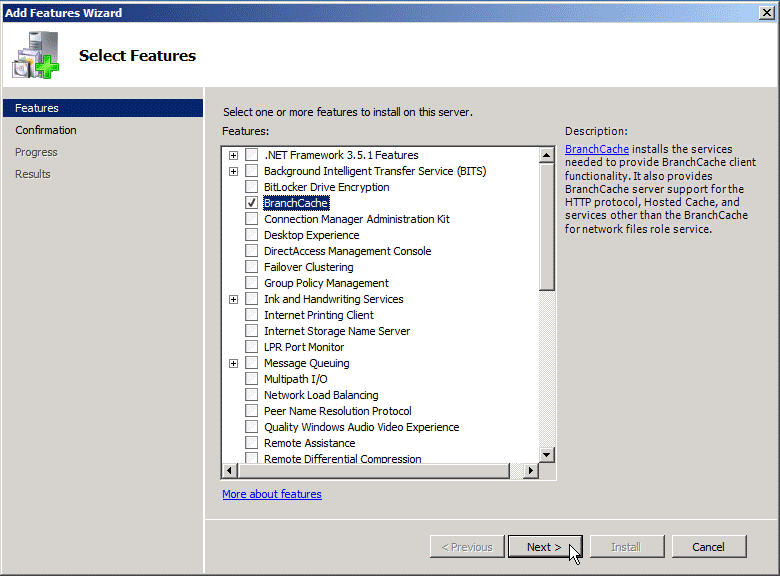 Add Features Wizard
Select Features
Features
Confirmation
Progress
Results
Select one or more features to install on this server.
Features:
.NET Framework 3.5.1 Features
Background Intelligent Transfer Service (BITS)
BitLocker Drive Encryption
BranchCache
Connection Manager Administration Kit
Desktop Experience
DirectAccess Management Console
Failover Clustering
Group Policy Management
Ink and Handwriting Services
Internet Printing Client
Internet Storage Name Server
LPR Port Monitor
Message Queuing
Multipath I/O
Network Load Balancing
Peer Name Resolution Protocol
Quality Windows Audio Video Experience
Remote Assistance
Remote Differential Compression
More about features
Description:
BranchCache installs the services
needed to provide BranchCache client
functionality. It also provides
BranchCache server support for the
HTTP protocol, Hosted Cache, and
services other than the BranchCache
for network files role service.
< Previous
Next >
Install
Cancel